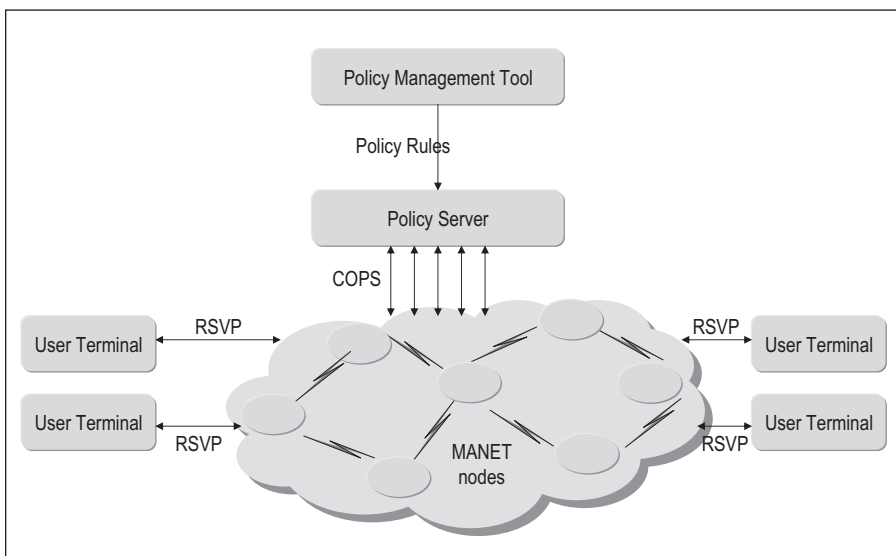 Policy Management Tool
Policy Rules
Policy Server
COPS
User Terminal
RSVP
RSVP
User Terminal
User Terminal
RSVP
MANET
nodes
RSVP
User Terminal